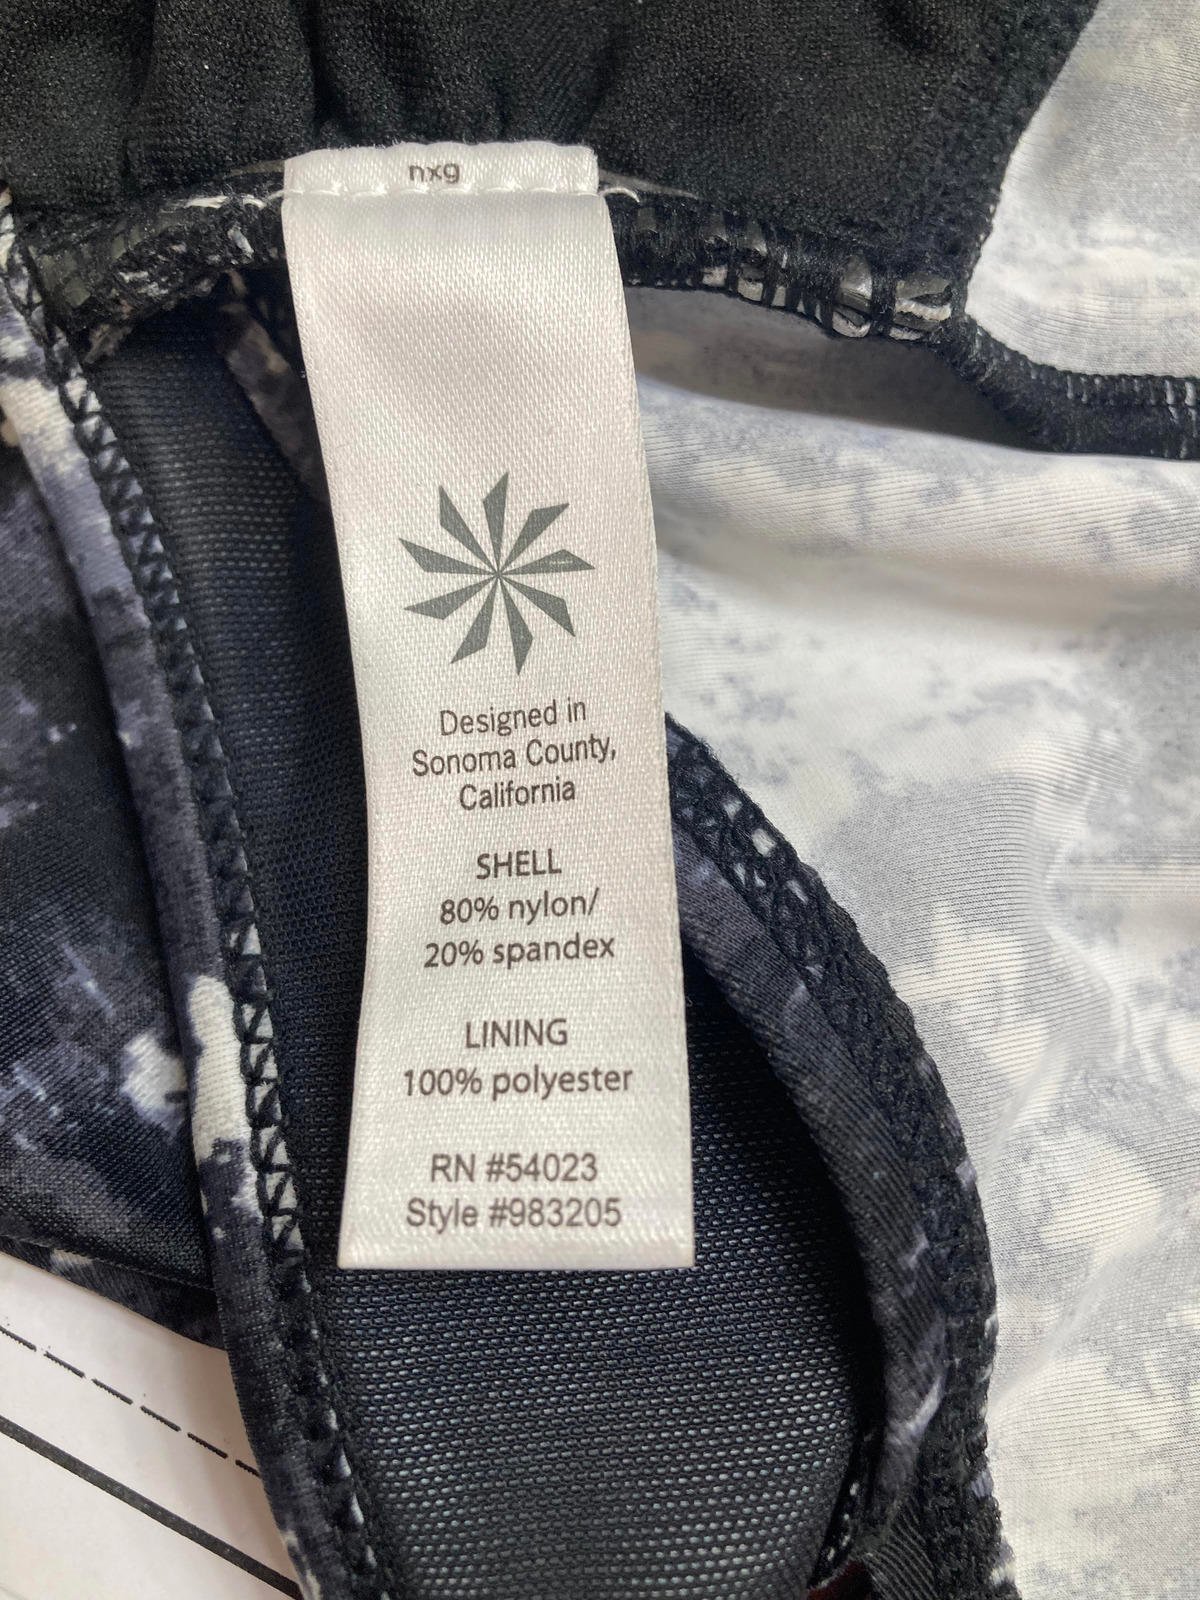 nxg
Designed in
Sonoma County,
California
SHELL
80% nylon/
20% spandex
LINING
100% polyester
RN #54023
Style #983205